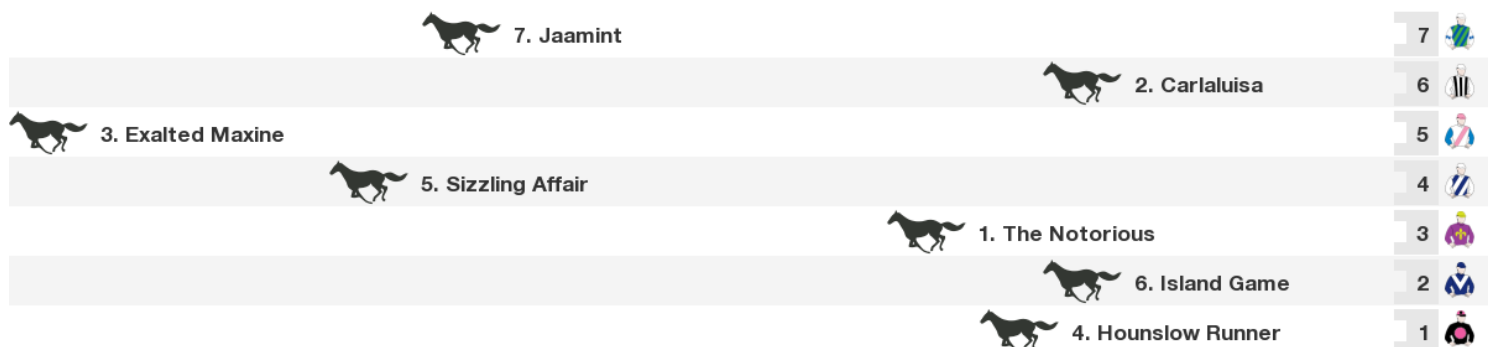 7. Jaamint 7
2. Carlaluisa 6
3. Exalted Maxine 5
5. Sizzling Affair 4
1. The Notorious 3
6. Island Game 2
4. Hounslow Runner 1